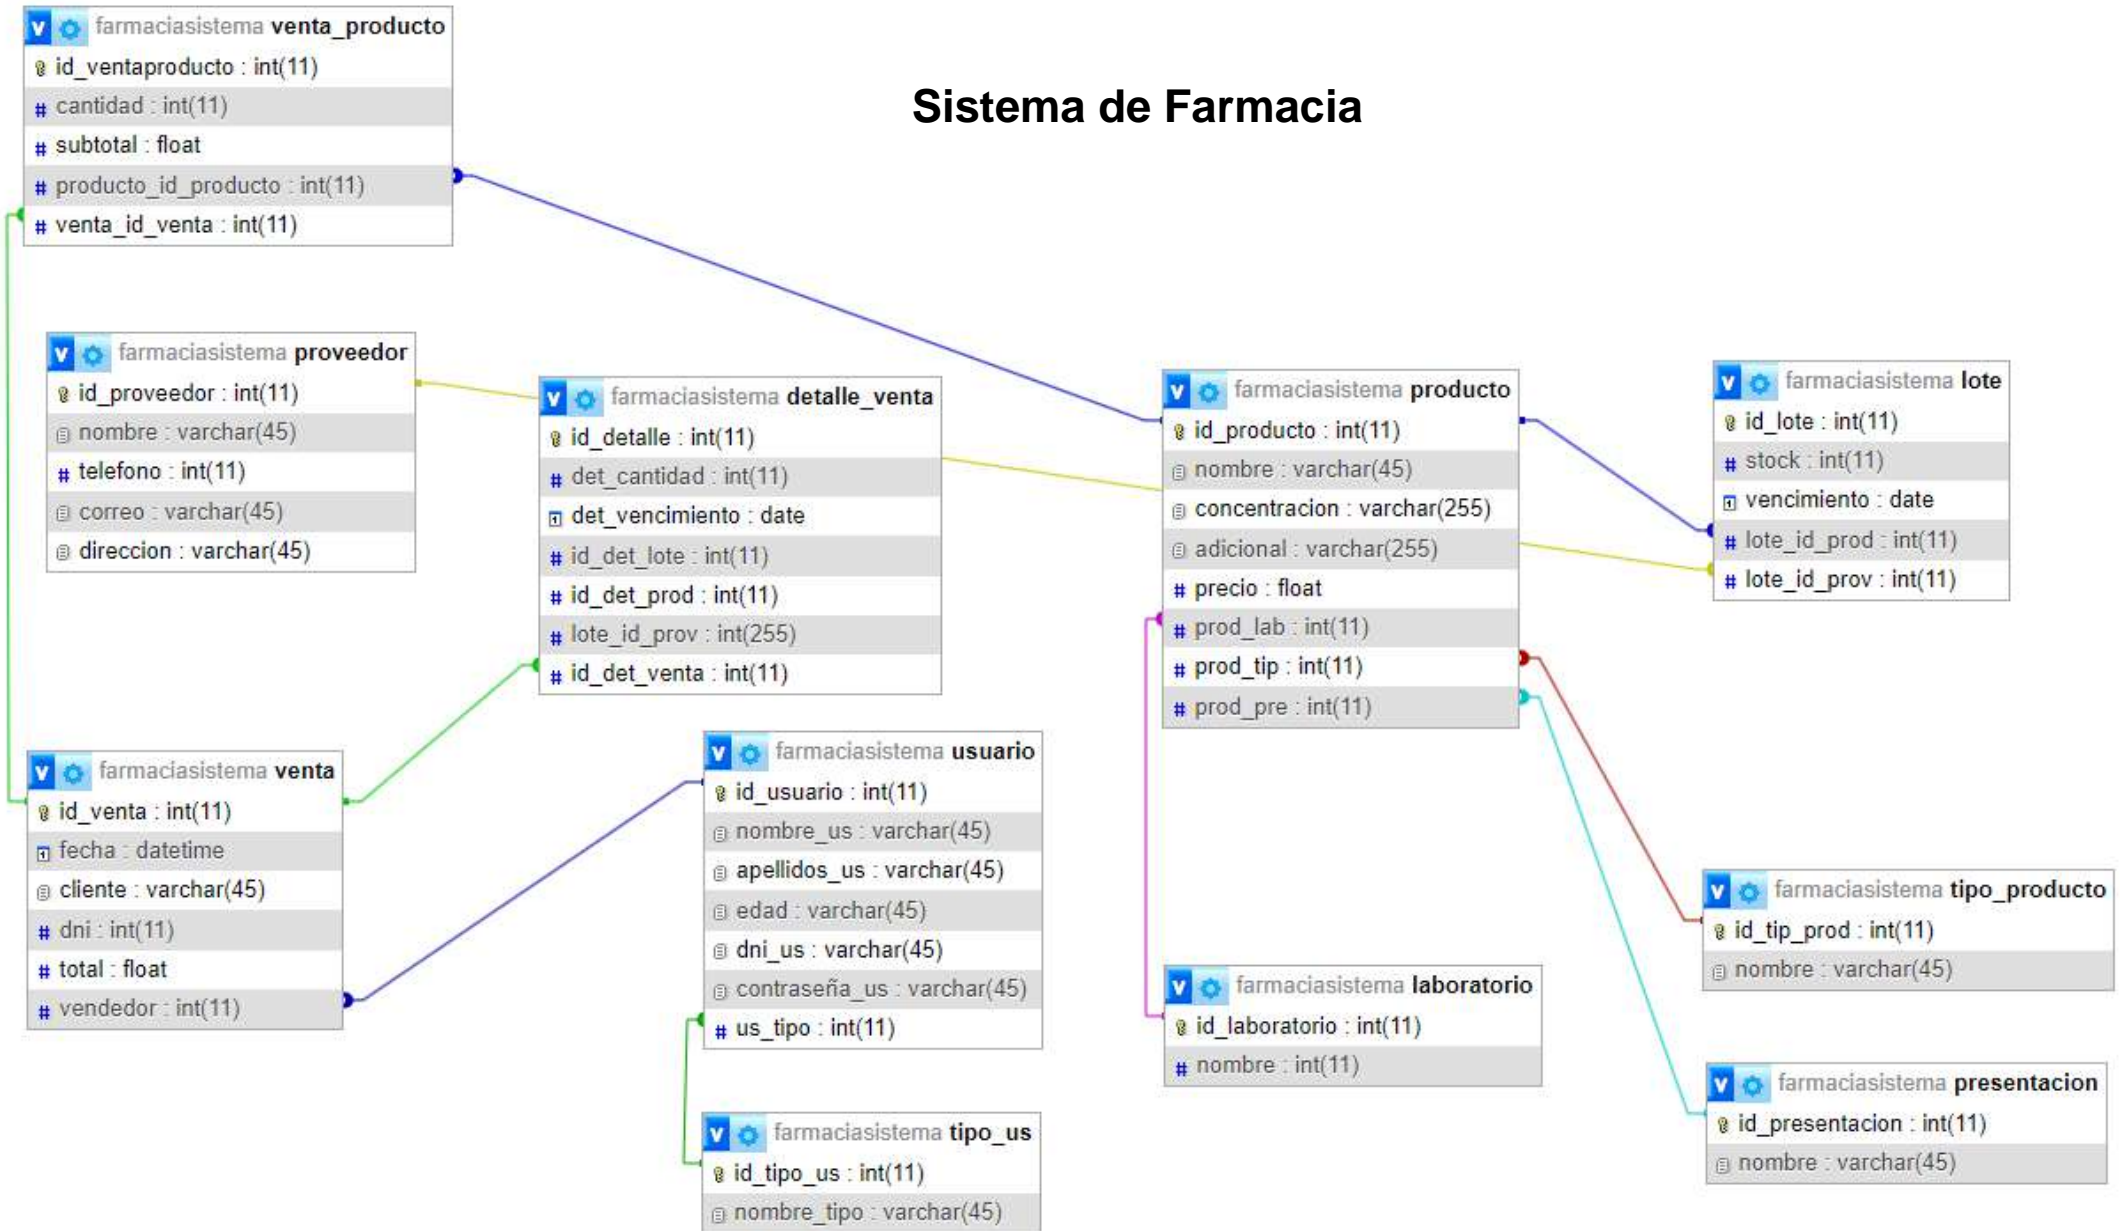 Sistema de Farmacia
farmaciasistema venta_producto
id_ventaproducto : int(11)
# cantidad : int(11)
# subtotal : float
# producto_id_producto : int(11)
# venta_id_venta : int(11)
farmaciasistema proveedor
id_proveedor : int(11)
nombre : varchar(45)
# telefono : int(11)
correo : varchar(45)
direccion : varchar(45)
farmaciasistema detalle_venta
id_detalle : int(11)
# det_cantidad : int(11)
det_vencimiento : date
# id_det_lote : int(11)
# id_det_prod : int(11)
# lote_id_prov : int(255)
# id_det_venta : int(11)
farmaciasistema producto
id_producto : int(11)
nombre : varchar(45)
concentracion : varchar(255)
adicional : varchar(255)
# precio : float
# prod_lab : int(11)
# prod_tip : int(11)
# prod_pre : int(11)
farmaciasistema lote
id_lote : int(11)
# stock : int(11)
vencimiento : date
# lote_id_prod : int(11)
# lote_id_prov : int(11)
farmaciasistema venta
id_venta : int(11)
fecha : datetime
cliente : varchar(45)
# dni : int(11)
# total : float
# vendedor : int(11)
farmaciasistema usuario
id_usuario : int(11)
nombre_us : varchar(45)
apellidos_us : varchar(45)
edad : varchar(45)
dni_us : varchar(45)
contraseña_us : varchar(45)
# us_tipo : int(11)
farmaciasistema tipo_us
id_tipo_us : int(11)
nombre_tipo : varchar(45)
farmaciasistema laboratorio
id_laboratorio : int(11)
# nombre : int(11)
farmaciasistema tipo_producto
id_tip_prod : int(11)
nombre : varchar(45)
farmaciasistema presentacion
id_presentacion : int(11)
nombre : varchar(45)